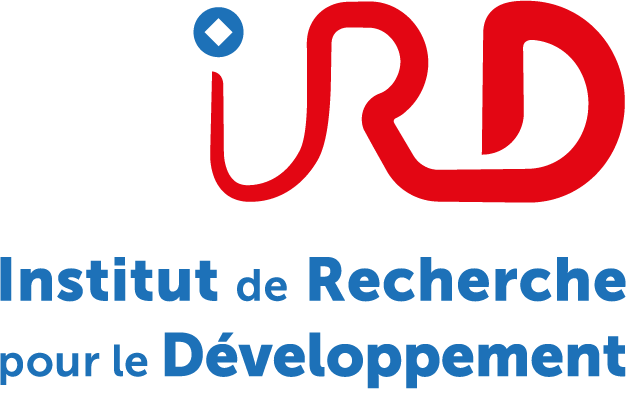 iRD
Institut de Recherche
pour le Développement